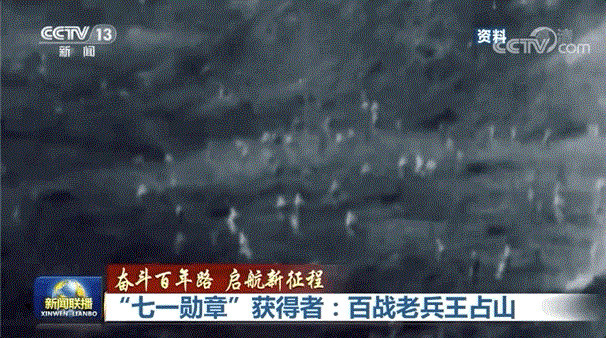 CCTV 13
新闻
资料
CCTV.com
奋斗百年路 启航新征程
新闻联播
XINWEN LIANBO
“七一勋章”获得者：百战老兵王占山